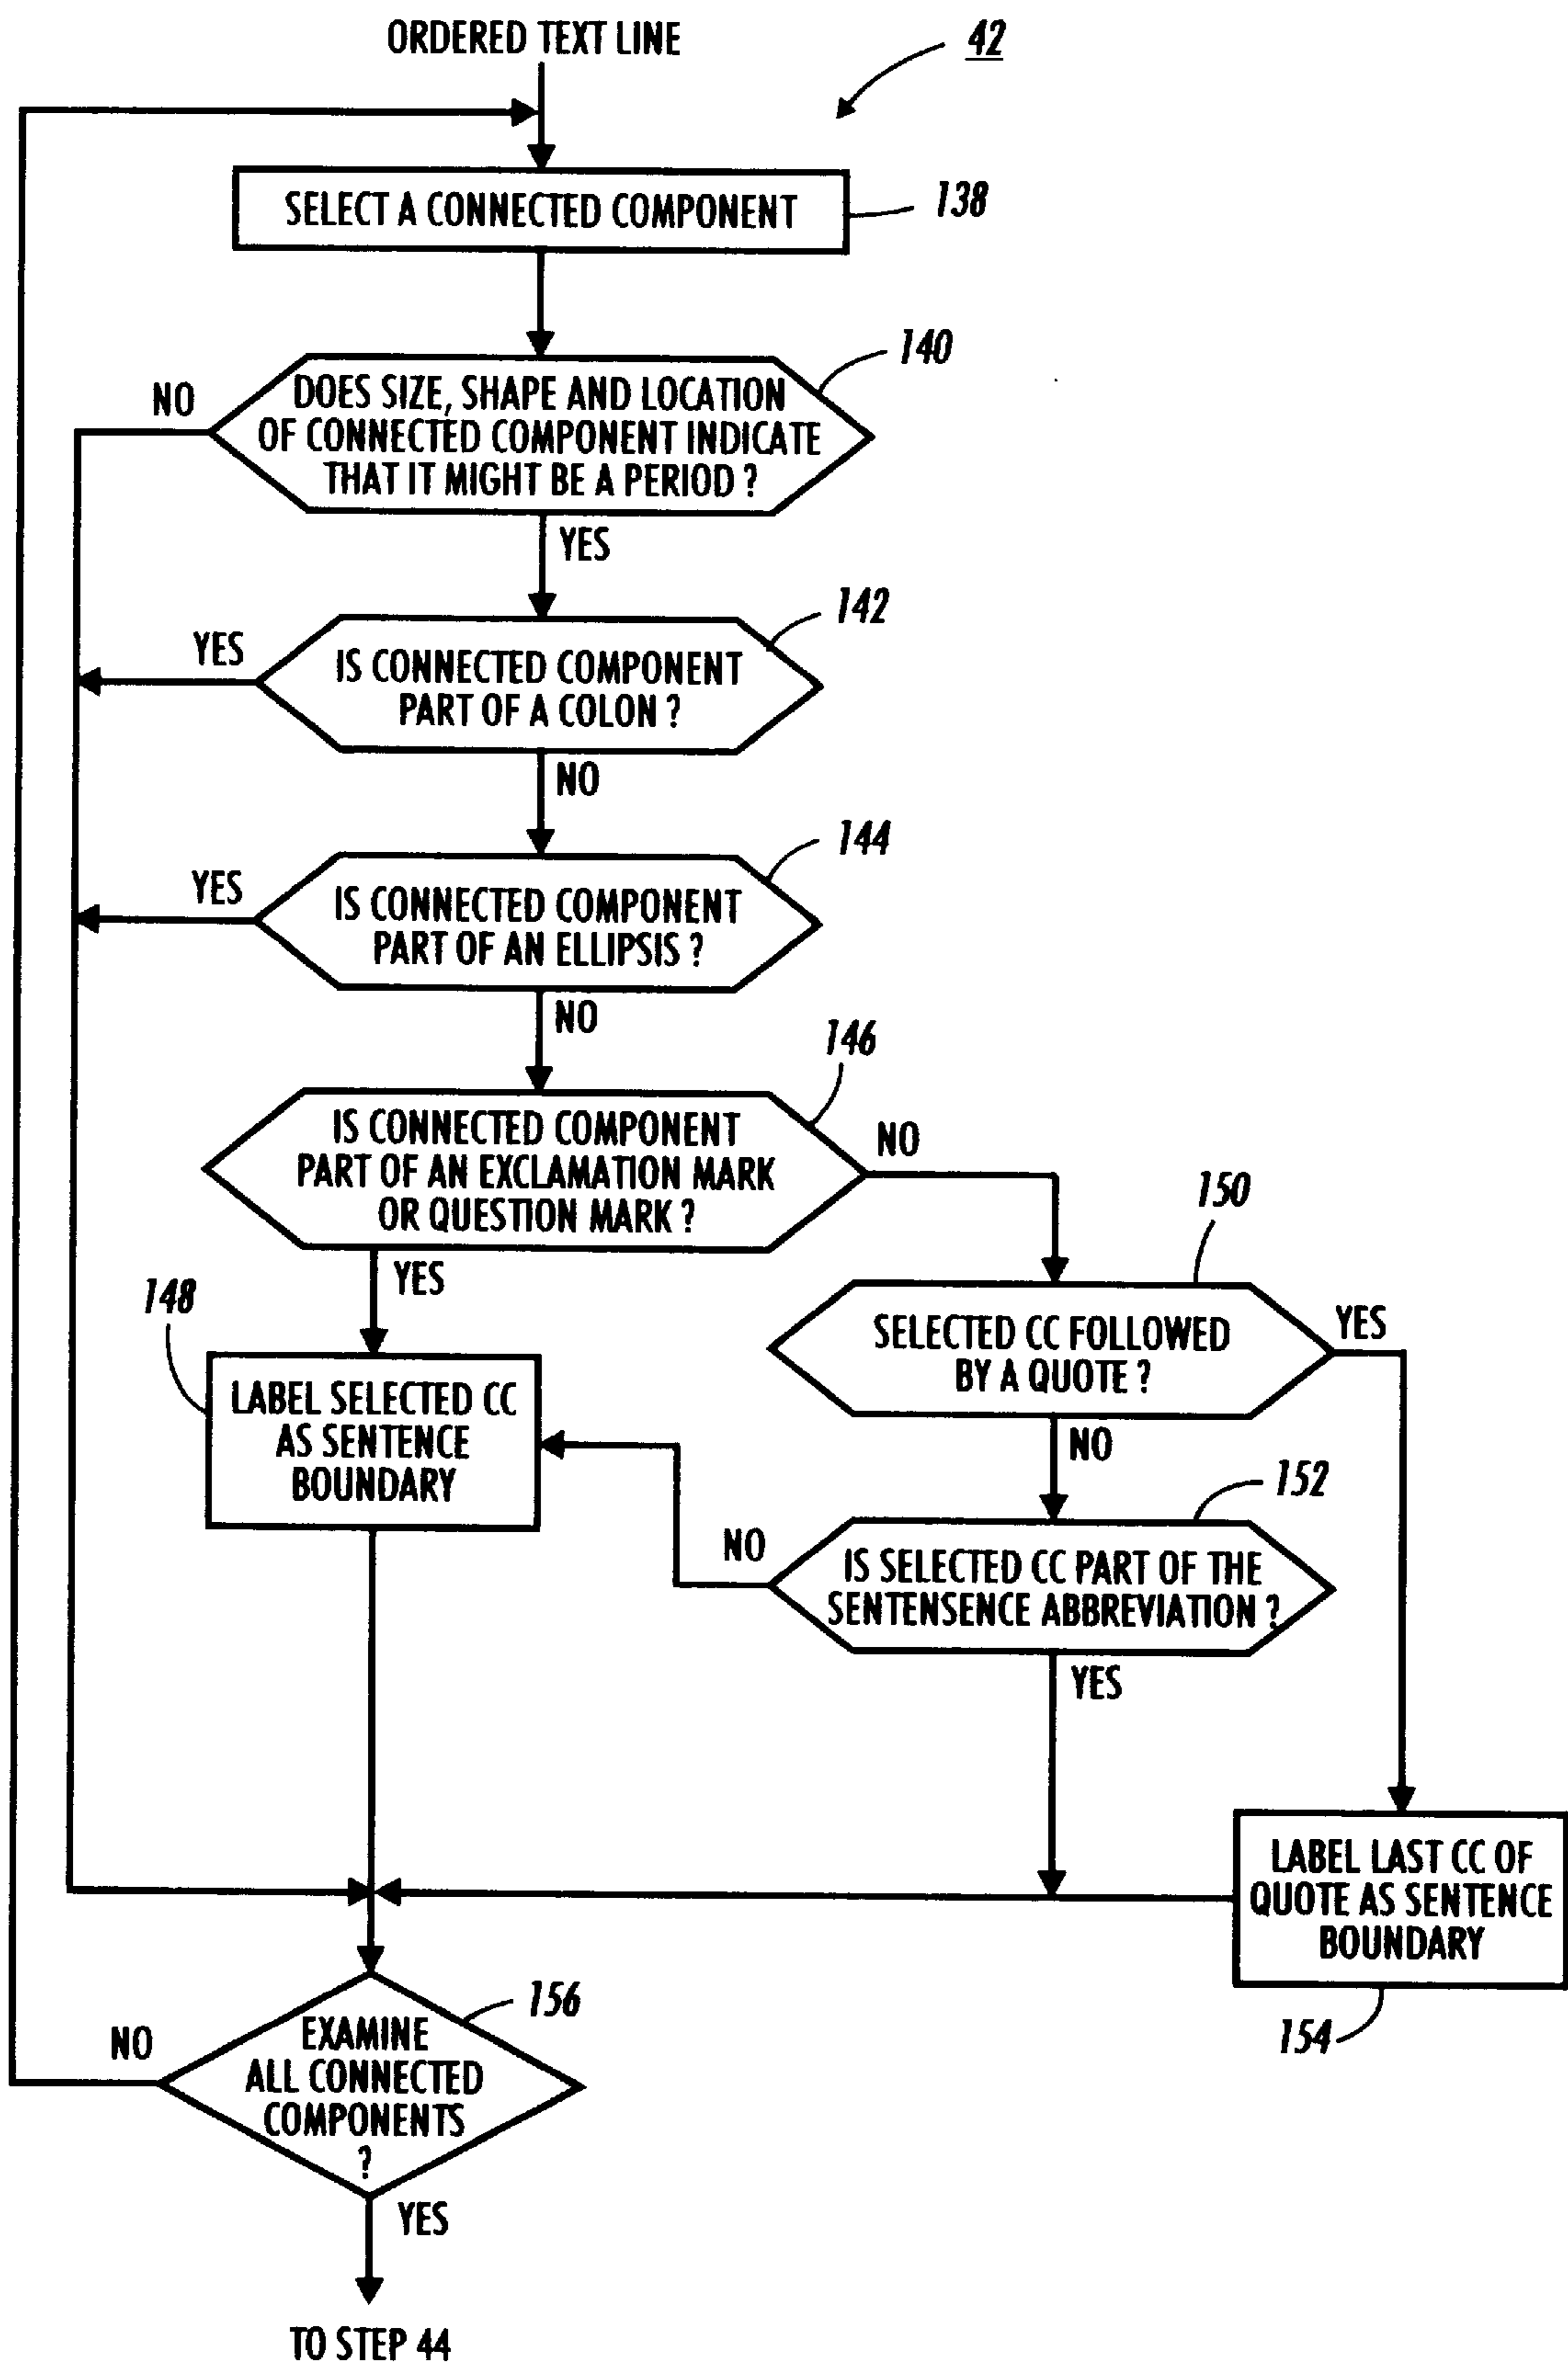 ORDERED TEXT LINE
42
SELECT A CONNECTED COMPONENT
138
140
NO
DOES SIZE, SHAPE AND LOCATION
OF CONNECTED COMPONENT INDICATE
THAT IT MIGHT BE A PERIOD ?
YES
142
YES
IS CONNECTED COMPONENT
PART OF A COLON ?
NO
144
YES
IS CONNECTED COMPONENT
PART OF AN ELLIPSIS ?
NO
146
IS CONNECTED COMPONENT
PART OF AN EXCLAMATION MARK
OR QUESTION MARK ?
NO
150
YES
148
SELECTED CC FOLLOWED
BY A QUOTE ?
YES
LABEL SELECTED CC
AS SENTENCE
BOUNDARY
NO
152
NO
IS SELECTED CC PART OF THE
SENTENSENCE ABBREVIATION ?
YES
LABEL LAST CC OF
QUOTE AS SENTENCE
BOUNDARY
154
156
NO
EXAMINE
ALL CONNECTED
COMPONENTS
?
YES
TO STEP 44